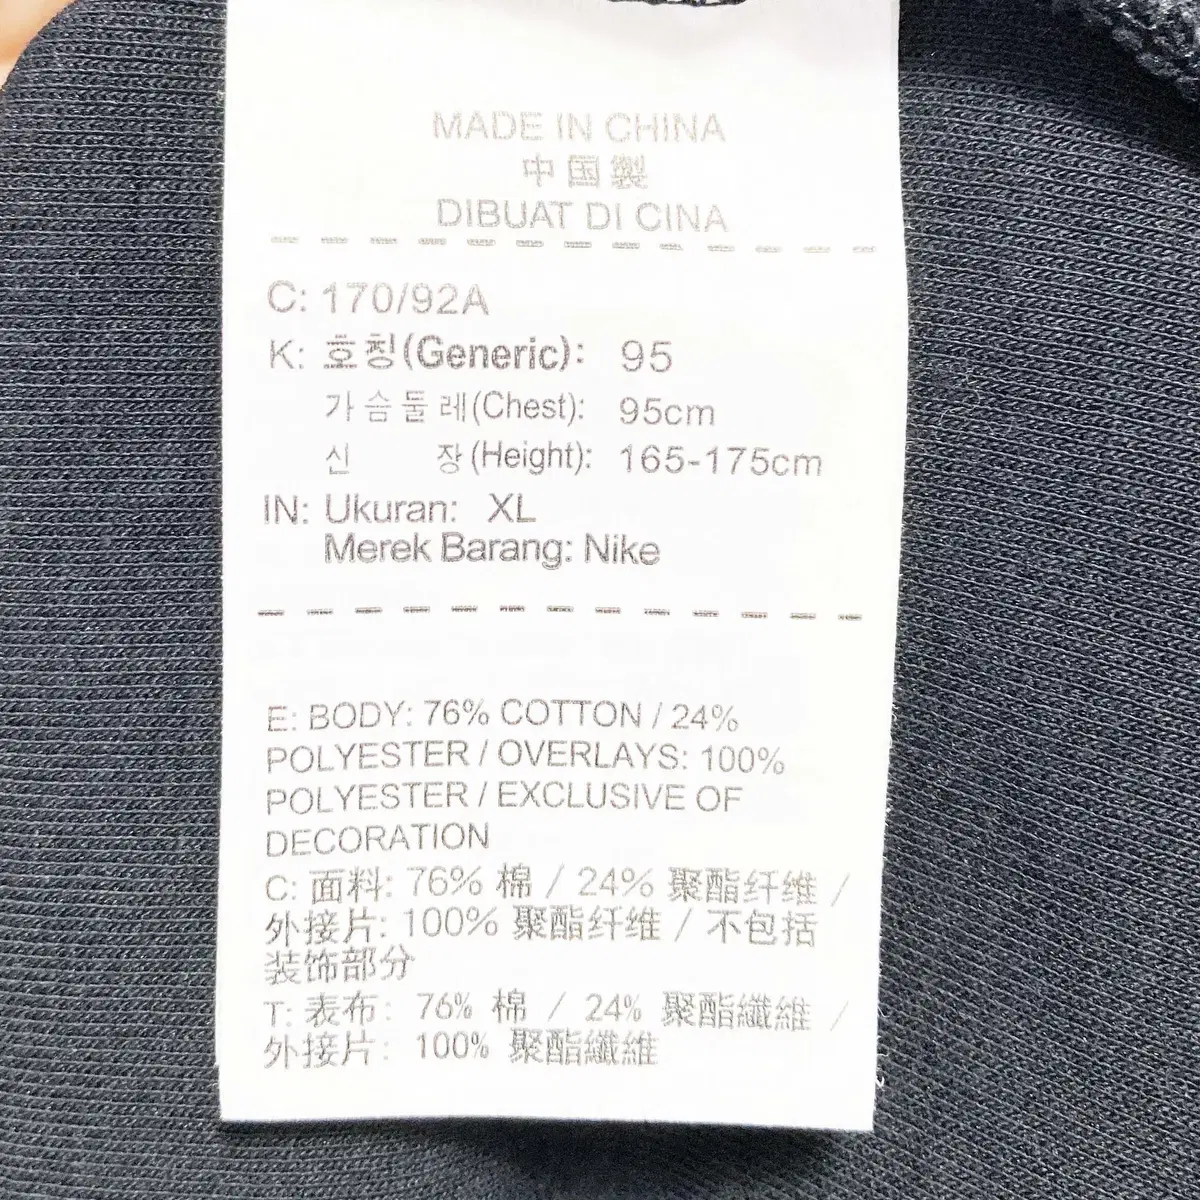 MADE IN CHINA
中国製
DIBUAT DI CINA
C: 170/92A
K: 호칭(Generic): 95
가슴둘레(Chest): 95cm
신 장(Height): 165-175cm
IN: Ukuran: XL
Merek Barang: Nike
E: BODY: 76% COTTON / 24%
POLYESTER / OVERLAYS: 100%
POLYESTER / EXCLUSIVE OF
DECORATION
C: 面料: 76% 棉 / 24% 聚酯纤维 /
外接片: 100% 聚酯纤维 / 不包括
装饰部分
T: 表布: 76% 棉 / 24% 聚酯纖維 /
外接片: 100% 聚酯纖維